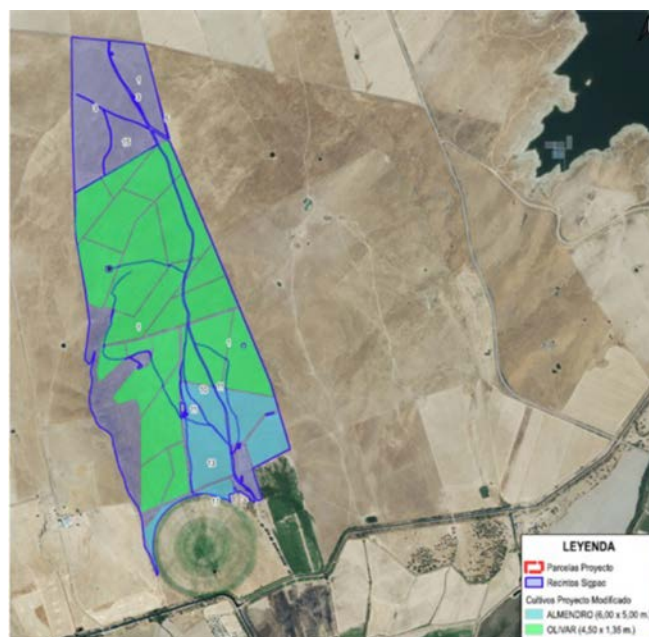 LEYENDA
Parcelas Proyecto
Recintos Sigpac
Cultivos Proyecto Modificado
ALMENDRO (6,00 x 5,00 m.)
OLIVAR (4,50 x 1,35 m.)